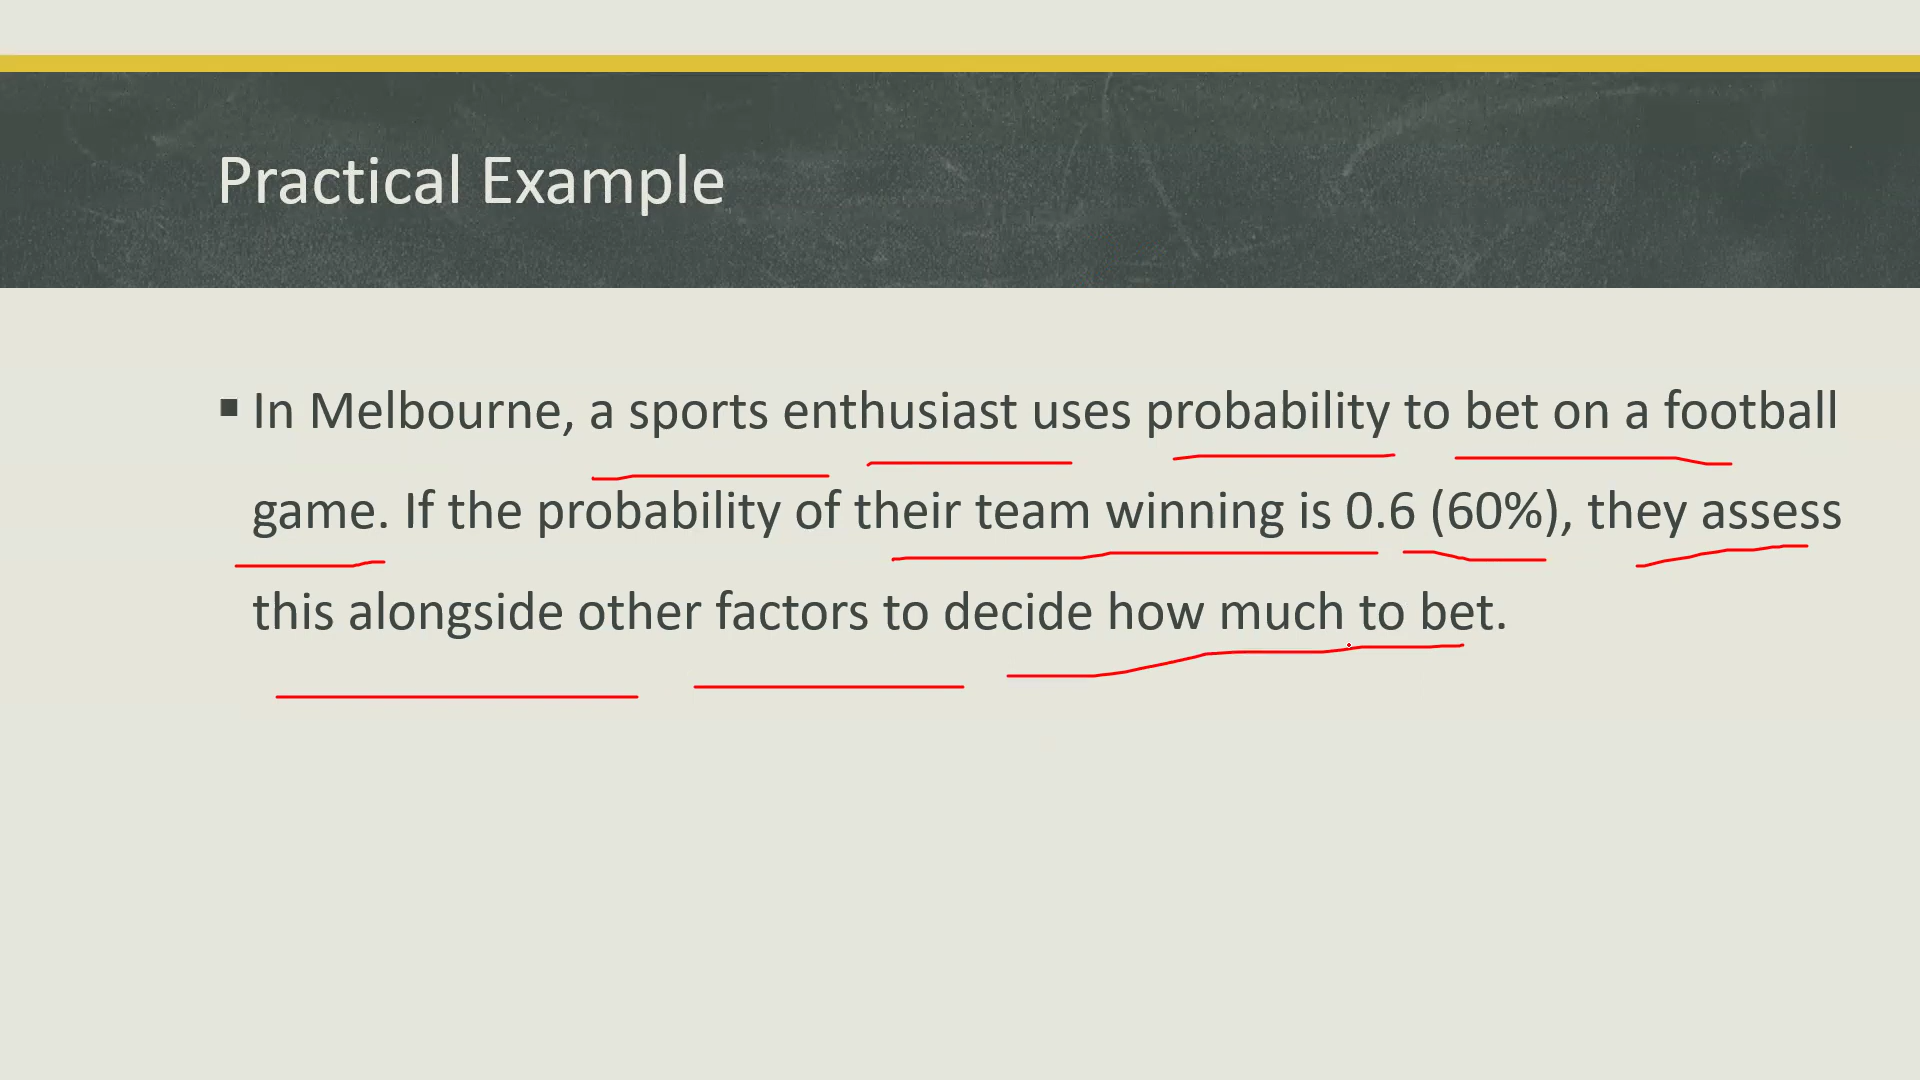 Practical Example
▪ In Melbourne, a sports enthusiast uses probability to bet on a football
game. If the probability of their team winning is 0.6 (60%), they assess
this alongside other factors to decide how much to bet.